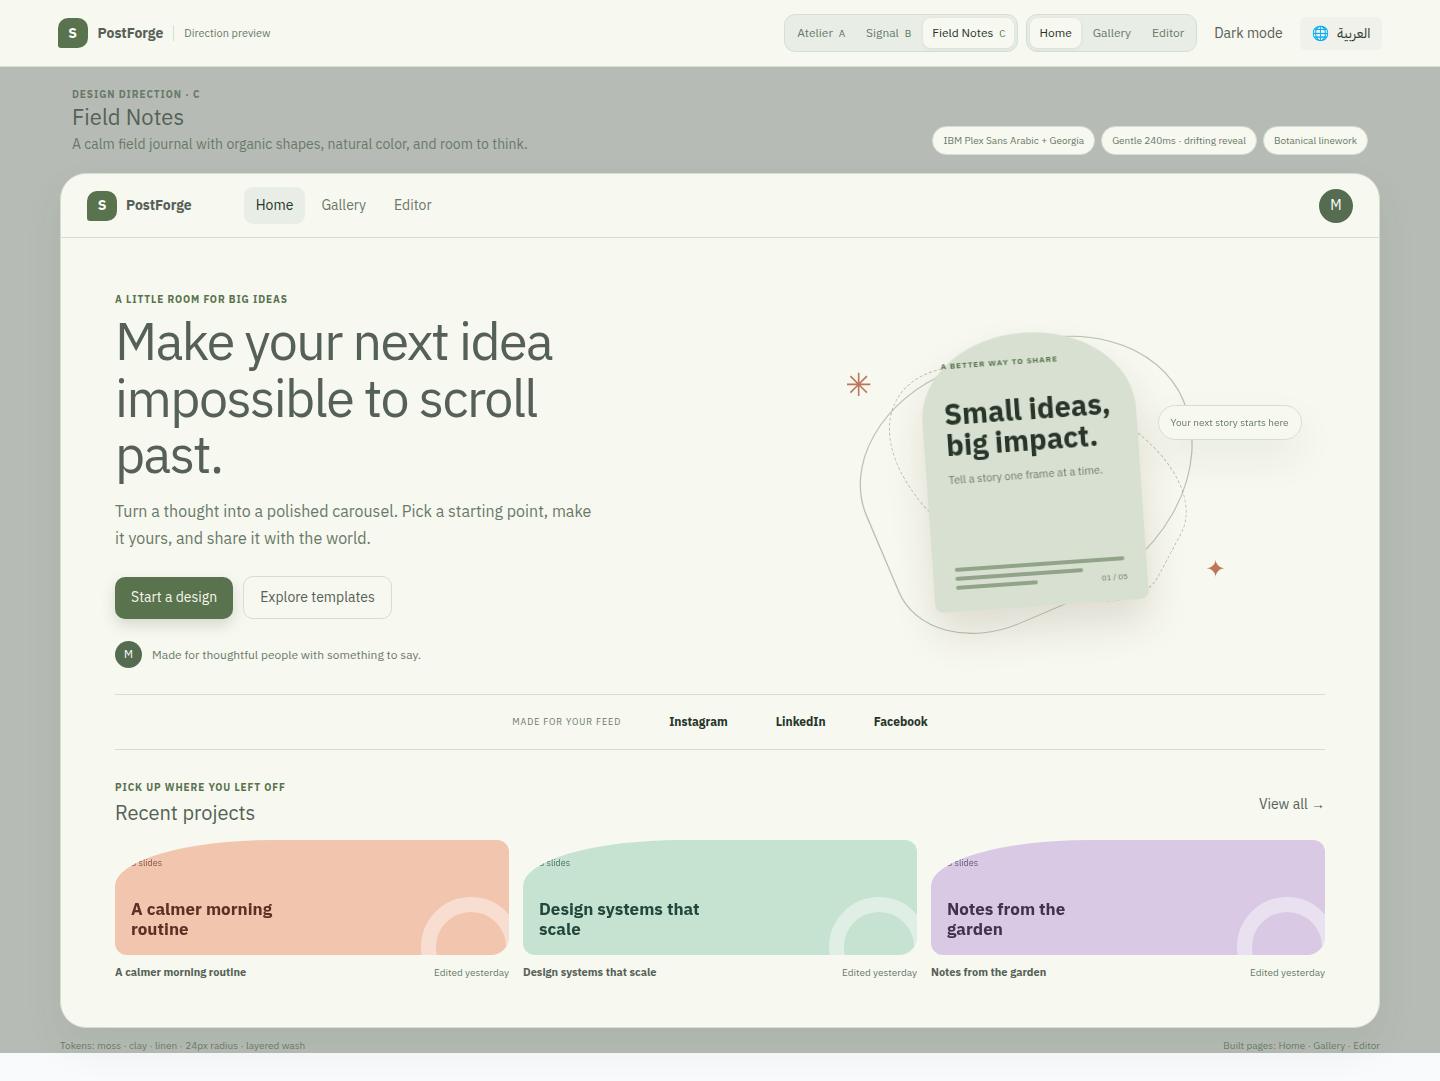 S PostForge Direction preview
Atelier A Signal B Field Notes C Home Gallery Editor Dark mode 🌐 العربية
DESIGN DIRECTION · C
Field Notes
A calm field journal with organic shapes, natural color, and room to think.
IBM Plex Sans Arabic + Georgia Gentle 240ms · drifting reveal Botanical linework
S PostForge Home Gallery Editor M
A LITTLE ROOM FOR BIG IDEAS
Make your next idea
impossible to scroll
past.
Turn a thought into a polished carousel. Pick a starting point, make
it yours, and share it with the world.
Start a design Explore templates
M Made for thoughtful people with something to say.
A BETTER WAY TO SHARE
Small ideas,
big impact.
Tell a story one frame at a time.
01 / 05
Your next story starts here
MADE FOR YOUR FEED Instagram LinkedIn Facebook
PICK UP WHERE YOU LEFT OFF
Recent projects
View all →
slides
A calmer morning
routine
A calmer morning routine Edited yesterday
slides
Design systems that
scale
Design systems that scale Edited yesterday
slides
Notes from the
garden
Notes from the garden Edited yesterday
Tokens: moss · clay · linen · 24px radius · layered wash
Built pages: Home · Gallery · Editor